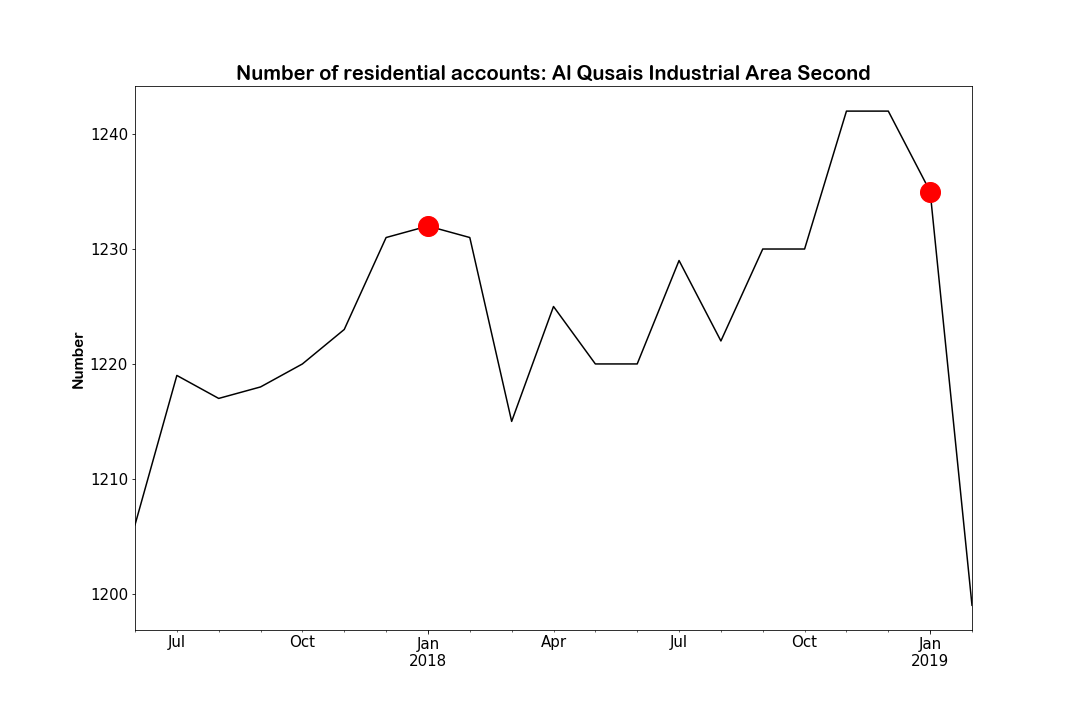 Number of residential accounts: Al Qusais Industrial Area Second
Number
1240
1230
1220
1210
1200
Jul
Oct
Jan
2018
Apr
Jul
Oct
Jan
2019